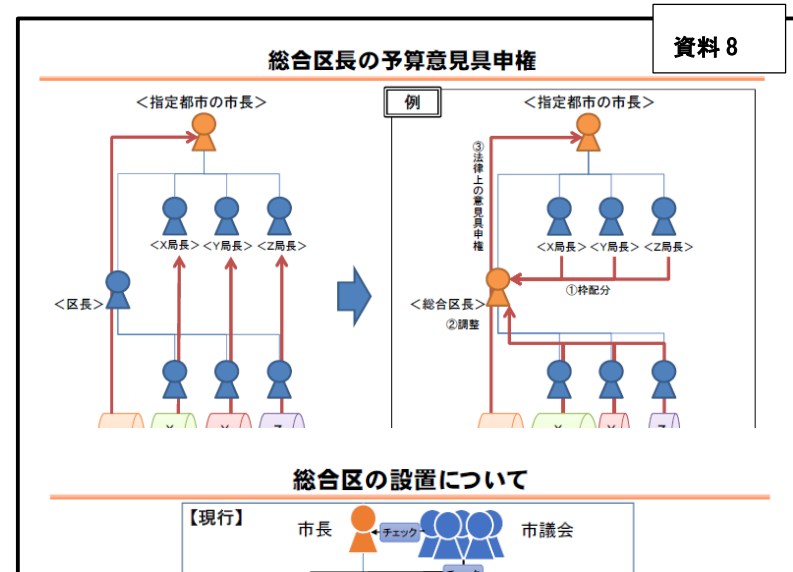 資料8
総合区長の予算意見具申権
<指定都市の市長>
<X局長> <Y局長> <Z局長>
<区長>
例
<指定都市の市長>
③法律上の意見具申権
<X局長> <Y局長> <Z局長>
①枠配分
<総合区長>
②調整
総合区の設置について
【現行】
市長
チェック
市議会